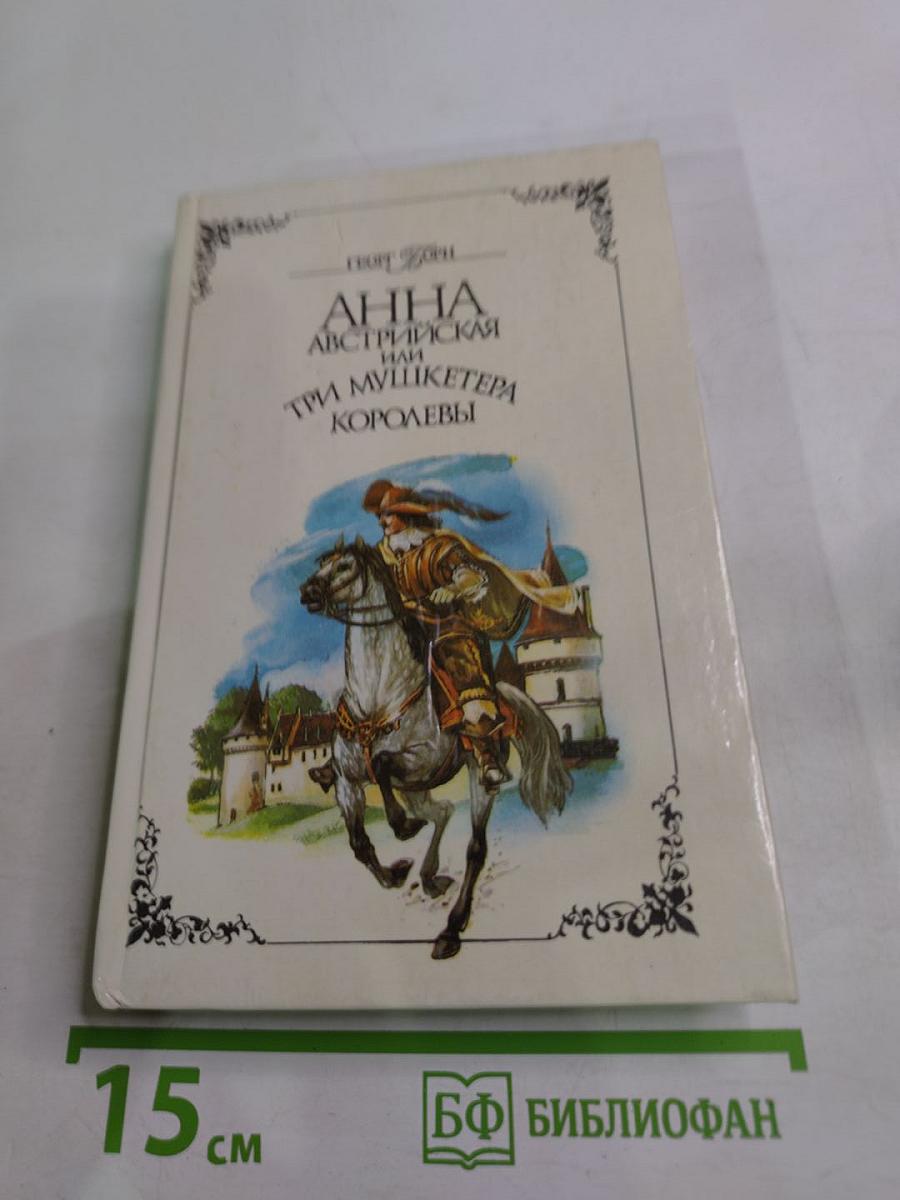 ГЕОРГ БОРН
АННА
АВСТРИЙСКАЯ
ИЛИ
ТРИ МУШКЕТЕРА
КОРОЛЕВЫ
15 см
БФ БИБЛИОФАН